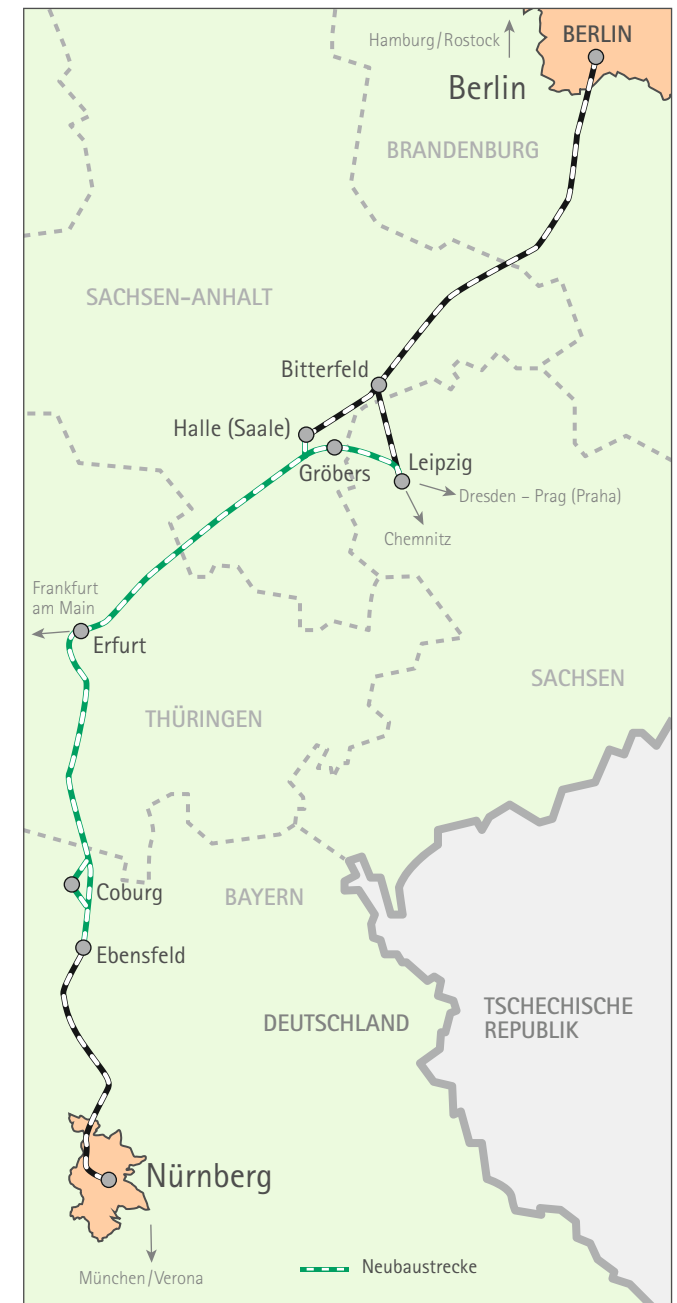 Hamburg/Rostock
BERLIN
Berlin
BRANDENBURG
SACHSEN-ANHALT
Bitterfeld
Halle (Saale)
Gröbers
Leipzig
Dresden – Prag (Praha)
Chemnitz
Frankfurt
am Main
Erfurt
SACHSEN
THÜRINGEN
Coburg
BAYERN
Ebensfeld
DEUTSCHLAND
TSCHECHISCHE
REPUBLIK
Nürnberg
München/Verona
Neubaustrecke